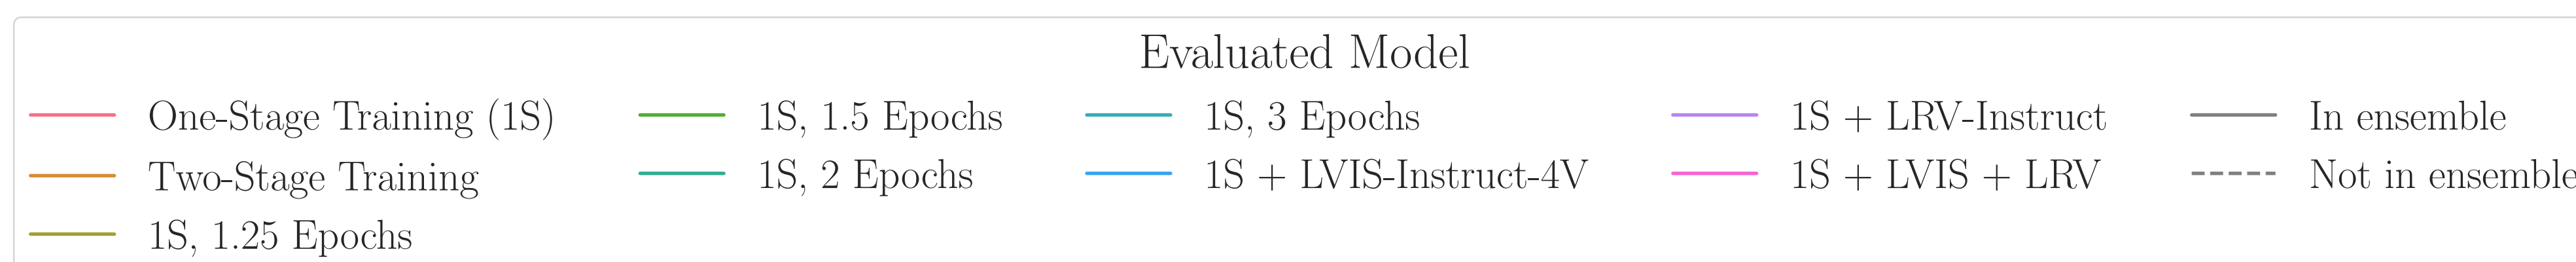 Evaluated Model
One-Stage Training (1S)
Two-Stage Training
1S, 1.25 Epochs
1S, 1.5 Epochs
1S, 2 Epochs
1S, 3 Epochs
1S + LVIS-Instruct-4V
1S + LRV-Instruct
1S + LVIS + LRV
In ensemble
Not in ensemble